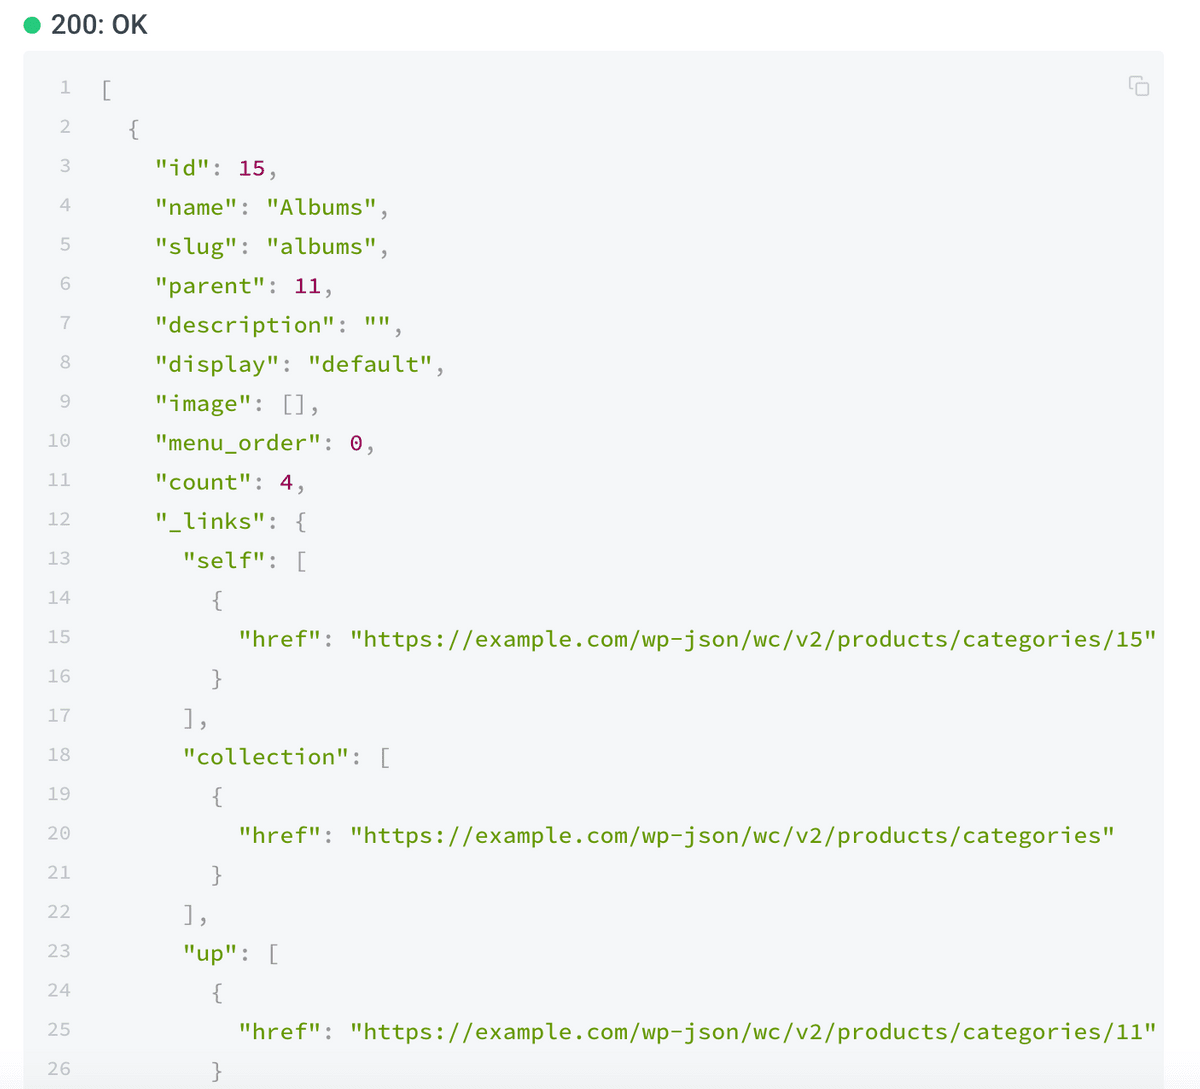 200: OK
1 [
2 {
3 "id": 15,
4 "name": "Albums",
5 "slug": "albums",
6 "parent": 11,
7 "description": "",
8 "display": "default",
9 "image": [],
10 "menu_order": 0,
11 "count": 4,
12 "_links": {
13 "self": [
14 {
15 "href": "https://example.com/wp-json/wc/v2/products/categories/15"
16 }
17 ],
18 "collection": [
19 {
20 "href": "https://example.com/wp-json/wc/v2/products/categories"
21 }
22 ],
23 "up": [
24 {
25 "href": "https://example.com/wp-json/wc/v2/products/categories/11"
26 }